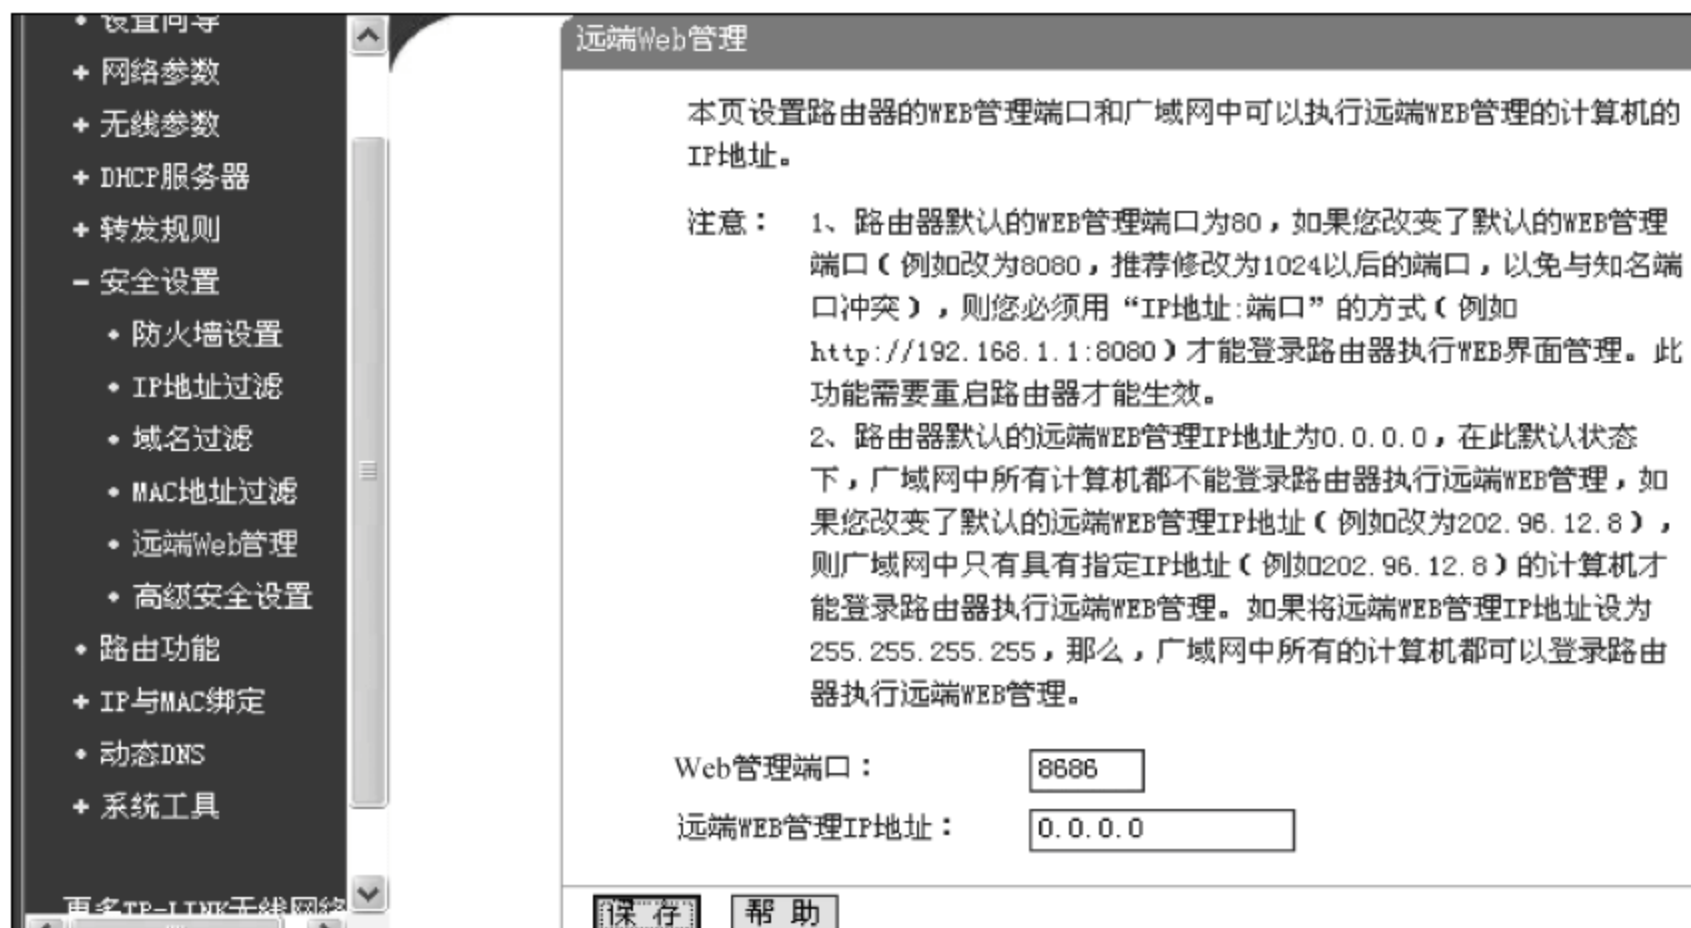 设置向导
网络参数
无线参数
DHCP服务器
转发规则
安全设置
防火墙设置
IP地址过滤
域名过滤
MAC地址过滤
远端Web管理
高级安全设置
路由功能
IP与MAC绑定
动态DNS
系统工具
更多TP-LINK无线网络
远端Web管理
本页设置路由器的WEB管理端口和广域网中可以执行远端WEB管理的计算机的
IP地址。
注意： 1、路由器默认的WEB管理端口为80，如果您改变了默认的WEB管理
端口（例如改为8080，推荐修改为1024以后的端口，以免与知名端
口冲突），则您必须用“IP地址:端口”的方式（例如
http://192.168.1.1:8080）才能登录路由器执行WEB界面管理。此
功能需要重启路由器才能生效。
2、路由器默认的远端WEB管理IP地址为0.0.0.0，在此默认状态
下，广域网中所有计算机都不能登录路由器执行远端WEB管理，如
果您改变了默认的远端WEB管理IP地址（例如改为202.96.12.8），
则广域网中只有具有指定IP地址（例如202.96.12.8）的计算机才
能登录路由器执行远端WEB管理。如果将远端WEB管理IP地址设为
255.255.255.255，那么，广域网中所有的计算机都可以登录路由
器执行远端WEB管理。
Web管理端口： 8686
远端WEB管理IP地址： 0.0.0.0
保 存 帮 助